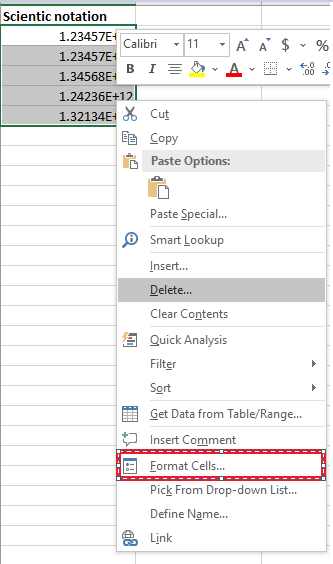 Scientic notation
1.23457E+
1.23457E+
1.34568E+
1.24236E+12
1.32134E+
Calibri 11 A A $ %
B I A .00
Cut
Copy
Paste Options:
Paste Special...
Smart Lookup
Insert...
Delete...
Clear Contents
Quick Analysis
Filter
Sort
Get Data from Table/Range...
Insert Comment
Format Cells...
Pick From Drop-down List...
Define Name...
Link